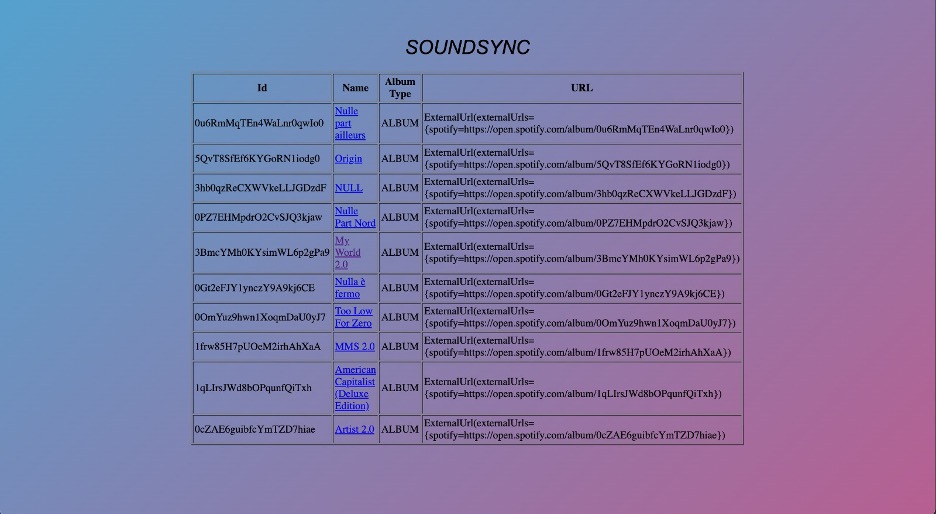 SOUNDSYNC
Id Name Album Type URL
0u6RmMqTEn4WaLnr0qwIo0 Nulle part ailleurs ALBUM ExternalUrl(externalUrls=
{spotify=https://open.spotify.com/album/0u6RmMqTEn4WaLnr0qwIo0})
5QvT8SfEf6KYGoRN1iodg0 Origin ALBUM ExternalUrl(externalUrls=
{spotify=https://open.spotify.com/album/5QvT8SfEf6KYGoRN1iodg0})
3hb0qzReCXWVkeLLJGDzdF NULL ALBUM ExternalUrl(externalUrls=
{spotify=https://open.spotify.com/album/3hb0qzReCXWVkeLLJGDzdF})
0PZ7EHMpdrO2CvSJQ3kjaw Nulle Part Nord ALBUM ExternalUrl(externalUrls=
{spotify=https://open.spotify.com/album/0PZ7EHMpdrO2CvSJQ3kjaw})
3BmcYMh0KYsimWL6p2gPa9 My World 2.0 ALBUM ExternalUrl(externalUrls=
{spotify=https://open.spotify.com/album/3BmcYMh0KYsimWL6p2gPa9})
0Gt2eFJY1ynczY9A9kj6CE Nulla è fermo ALBUM ExternalUrl(externalUrls=
{spotify=https://open.spotify.com/album/0Gt2eFJY1ynczY9A9kj6CE})
0OmYuz9hwn1XoqmDaU0yJ7 Too Low For Zero ALBUM ExternalUrl(externalUrls=
{spotify=https://open.spotify.com/album/0OmYuz9hwn1XoqmDaU0yJ7})
1frw85H7pUOeM2irhAhXaA MMS 2.0 ALBUM ExternalUrl(externalUrls=
{spotify=https://open.spotify.com/album/1frw85H7pUOeM2irhAhXaA})
1qLIrsJWd8bOPqunfQiTxh American Capitalist (Deluxe Edition) ALBUM ExternalUrl(externalUrls=
{spotify=https://open.spotify.com/album/1qLIrsJWd8bOPqunfQiTxh})
0cZAE6guibfcYmTZD7hiae Artist 2.0 ALBUM ExternalUrl(externalUrls=
{spotify=https://open.spotify.com/album/0cZAE6guibfcYmTZD7hiae})